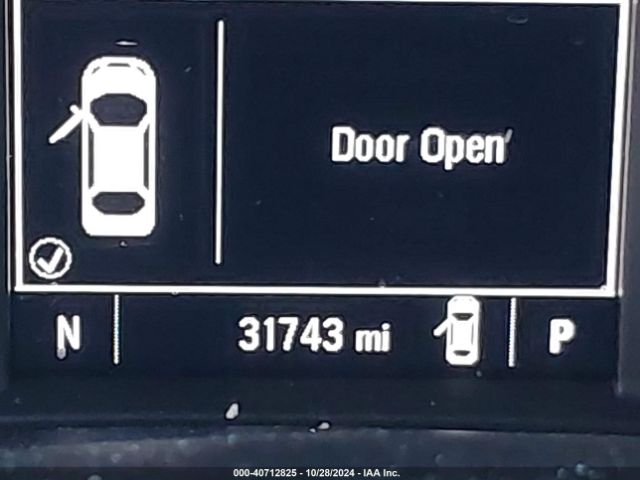 Door Open
N 31743 mi P
000-40712825 - 10/28/2024 - IAA Inc.